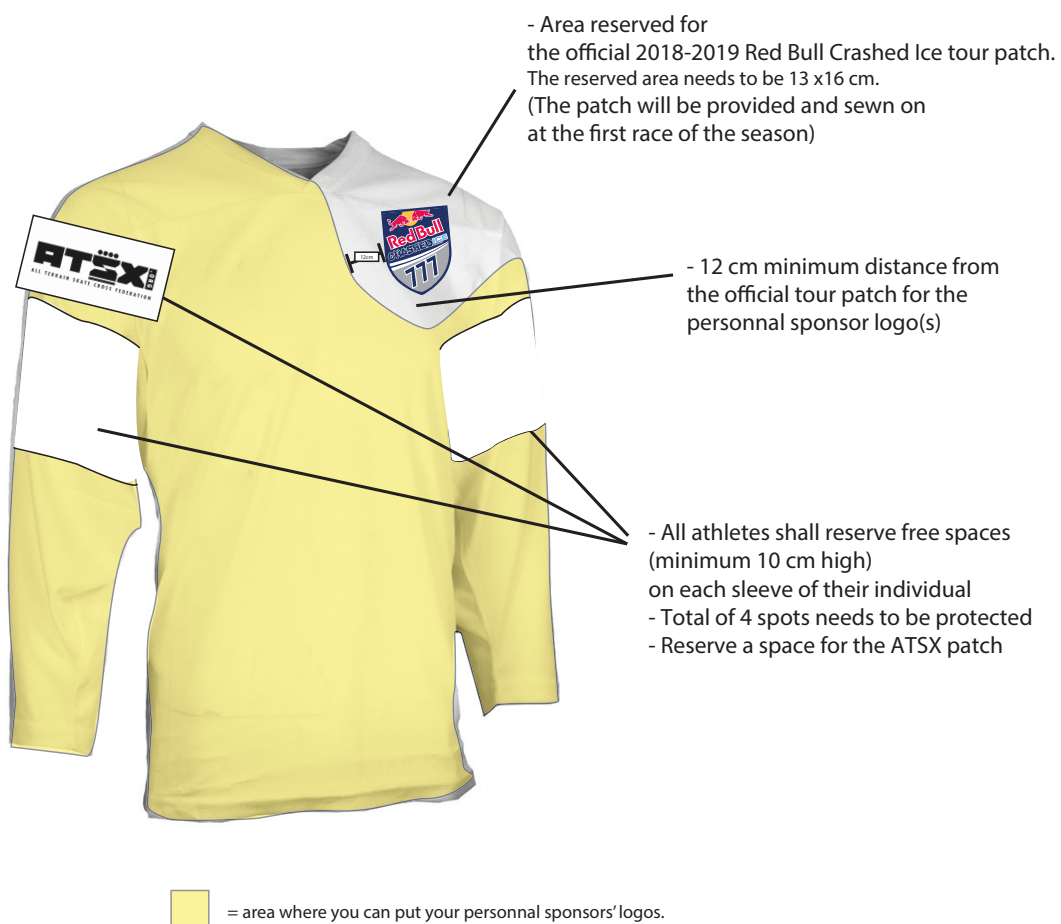 - Area reserved for
the official 2018-2019 Red Bull Crashed Ice tour patch.
The reserved area needs to be 13 x16 cm.
(The patch will be provided and sewn on
at the first race of the season)
ATSX
ALL TERRAIN SKATE CROSS FEDERATION
Red Bull
CRASHED ICE
777
12cm
- 12 cm minimum distance from
the official tour patch for the
personnal sponsor logo(s)
- All athletes shall reserve free spaces
(minimum 10 cm high)
on each sleeve of their individual
- Total of 4 spots needs to be protected
- Reserve a space for the ATSX patch
= area where you can put your personnal sponsors' logos.